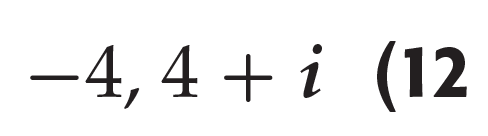 −4, 4 + i (12